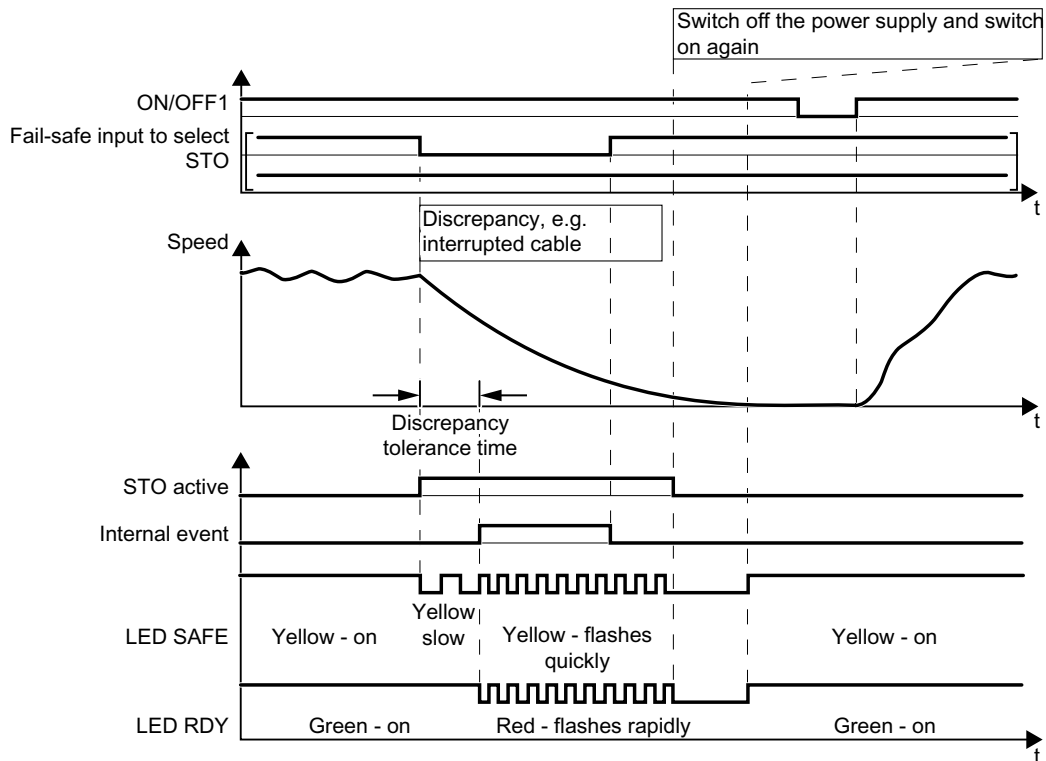 Switch off the power supply and switch
on again
ON/OFF1
Fail-safe input to select
STO
t
Discrepancy, e.g.
interrupted cable
Speed
t
Discrepancy
tolerance time
STO active
Internal event
Yellow
slow
LED SAFE
Yellow - on
Yellow - flashes
quickly
Yellow - on
LED RDY
Green - on
Red - flashes rapidly
Green - on
t